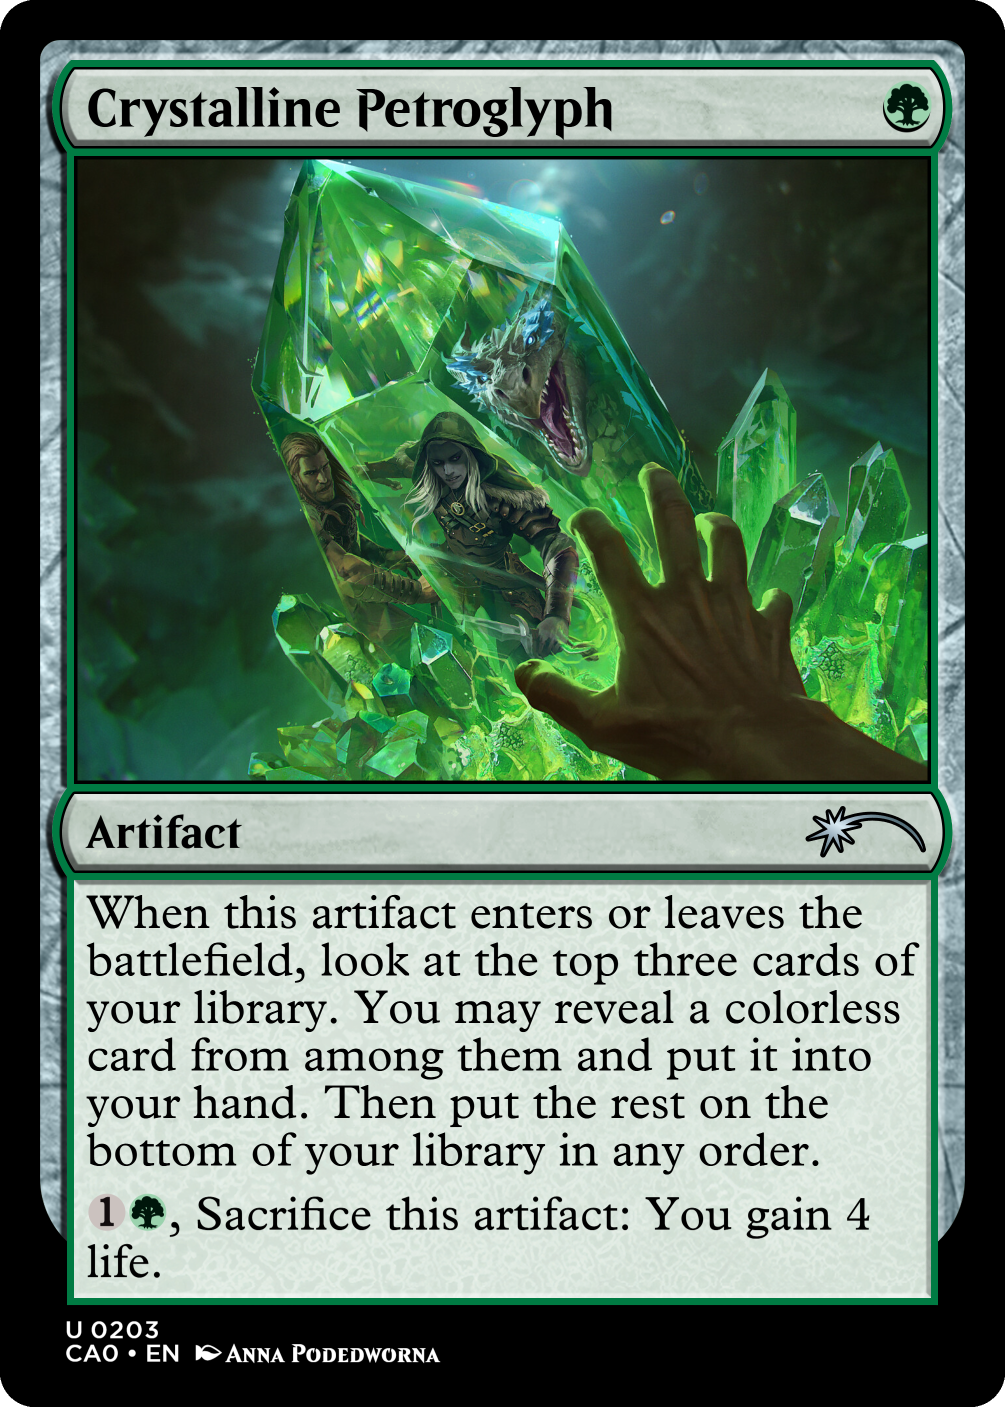 Crystalline Petroglyph
Artifact
When this artifact enters or leaves the
battlefield, look at the top three cards of
your library. You may reveal a colorless
card from among them and put it into
your hand. Then put the rest on the
bottom of your library in any order.
1, Sacrifice this artifact: You gain 4
life.
U 0203
CAO • EN Anna Podedworna